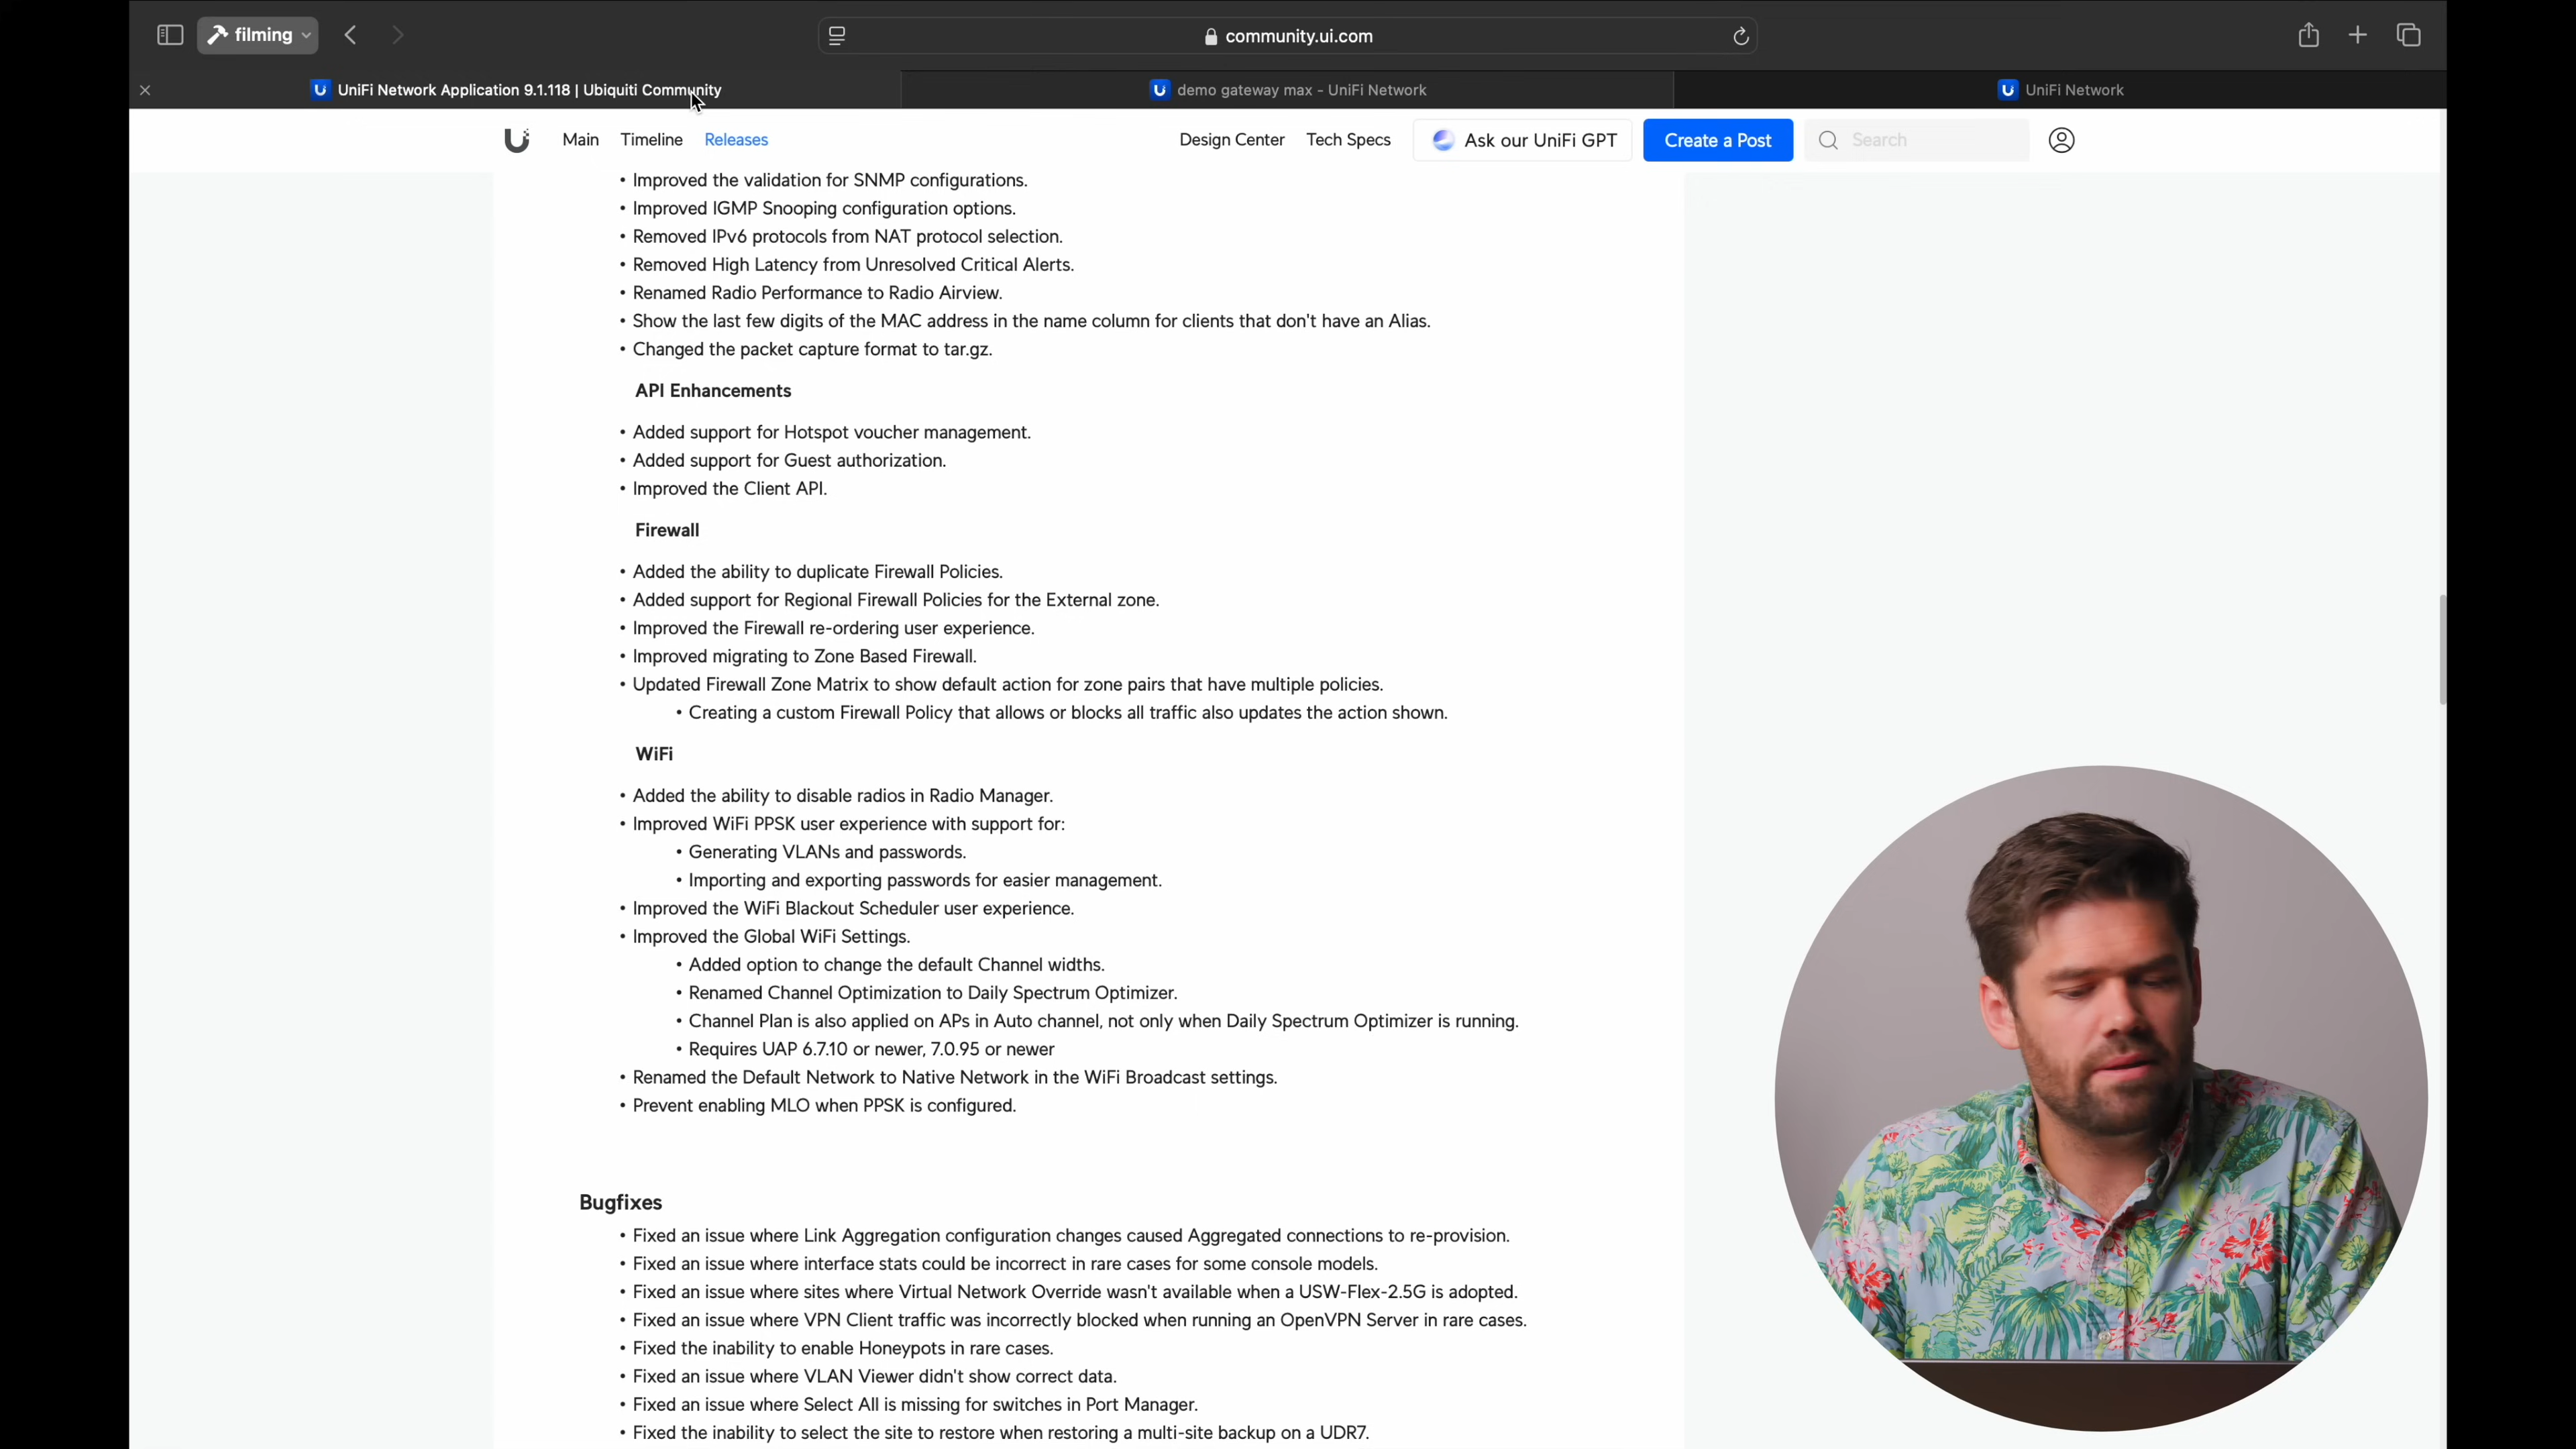 filming
community.ui.com
UniFi Network Application 9.1.118 | Ubiquiti Community
demo gateway max - UniFi Network
UniFi Network
Main Timeline Releases Design Center Tech Specs Ask our UniFi GPT Create a Post Search
• Improved the validation for SNMP configurations.
• Improved IGMP Snooping configuration options.
• Removed IPv6 protocols from NAT protocol selection.
• Removed High Latency from Unresolved Critical Alerts.
• Renamed Radio Performance to Radio Airview.
• Show the last few digits of the MAC address in the name column for clients that don't have an Alias.
• Changed the packet capture format to tar.gz.
API Enhancements
• Added support for Hotspot voucher management.
• Added support for Guest authorization.
• Improved the Client API.
Firewall
• Added the ability to duplicate Firewall Policies.
• Added support for Regional Firewall Policies for the External zone.
• Improved the Firewall re-ordering user experience.
• Improved migrating to Zone Based Firewall.
• Updated Firewall Zone Matrix to show default action for zone pairs that have multiple policies.
• Creating a custom Firewall Policy that allows or blocks all traffic also updates the action shown.
WiFi
• Added the ability to disable radios in Radio Manager.
• Improved WiFi PPSK user experience with support for:
• Generating VLANs and passwords.
• Importing and exporting passwords for easier management.
• Improved the WiFi Blackout Scheduler user experience.
• Improved the Global WiFi Settings.
• Added option to change the default Channel widths.
• Renamed Channel Optimization to Daily Spectrum Optimizer.
• Channel Plan is also applied on APs in Auto channel, not only when Daily Spectrum Optimizer is running.
• Requires UAP 6.7.10 or newer, 7.0.95 or newer
• Renamed the Default Network to Native Network in the WiFi Broadcast settings.
• Prevent enabling MLO when PPSK is configured.
Bugfixes
• Fixed an issue where Link Aggregation configuration changes caused Aggregated connections to re-provision.
• Fixed an issue where interface stats could be incorrect in rare cases for some console models.
• Fixed an issue where sites where Virtual Network Override wasn't available when a USW-Flex-2.5G is adopted.
• Fixed an issue where VPN Client traffic was incorrectly blocked when running an OpenVPN Server in rare cases.
• Fixed the inability to enable Honeypots in rare cases.
• Fixed an issue where VLAN Viewer didn't show correct data.
• Fixed an issue where Select All is missing for switches in Port Manager.
• Fixed the inability to select the site to restore when restoring a multi-site backup on a UDR7.